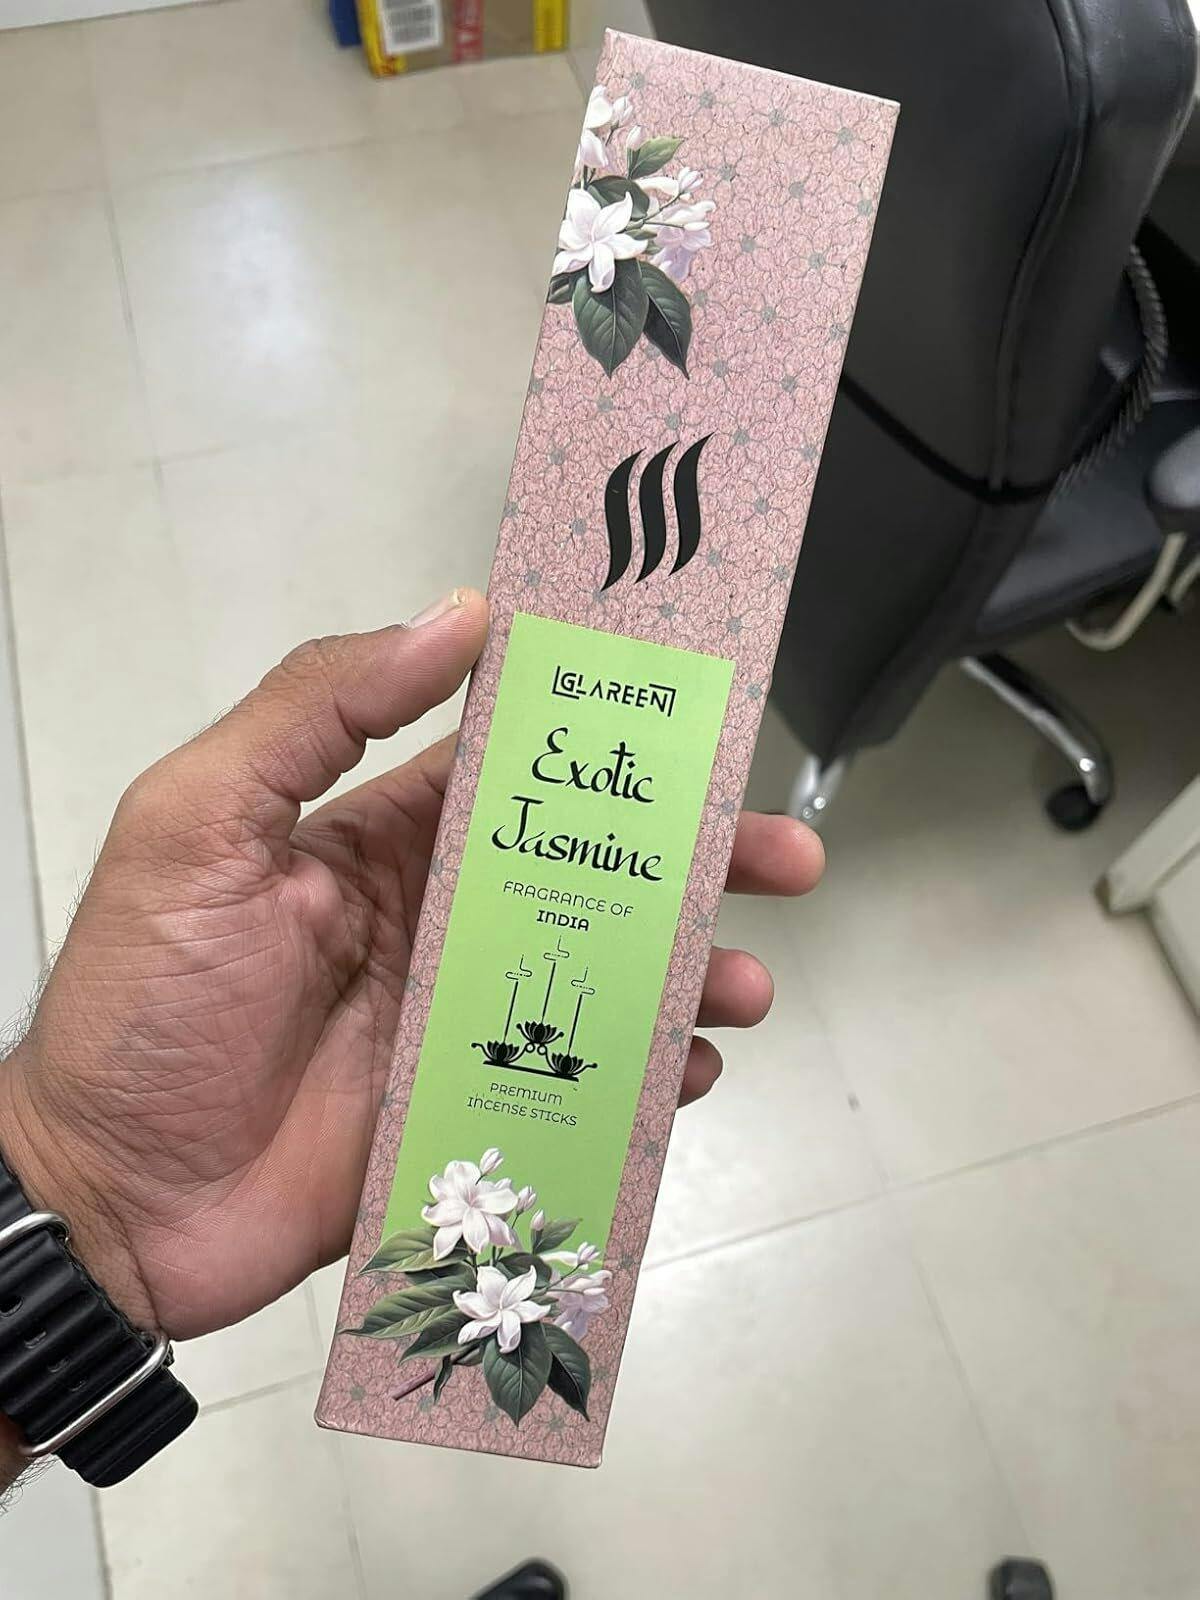 GLAREEN
Exotic
Jasmine
FRAGRANCE OF
INDIA
PREMIUM
INCENSE STICKS